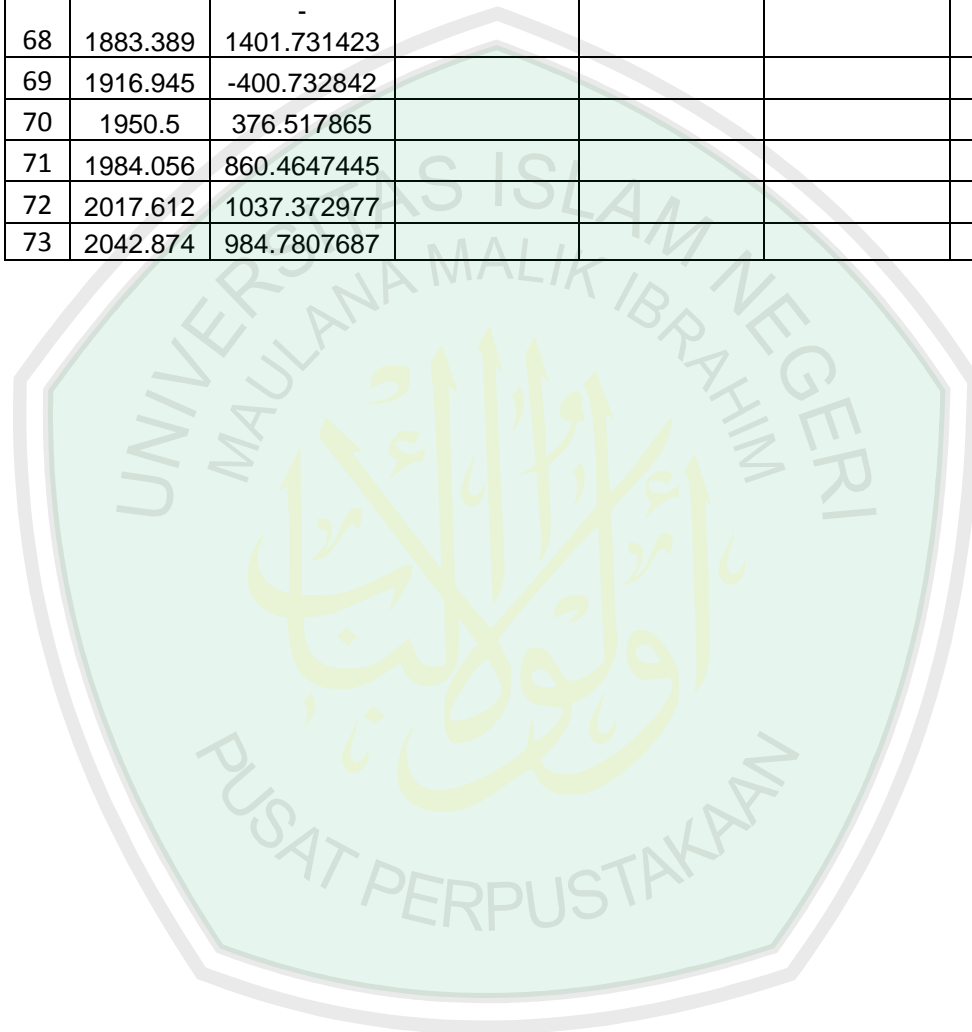 -
68 1883.389 1401.731423
69 1916.945 -400.732842
70 1950.5 376.517865
71 1984.056 860.4647445
72 2017.612 1037.372977
73 2042.874 984.7807687
UNIVERSITAS ISLAM NEGERI
MAULANA MALIK IBRAHIM
PUSAT PERPUSTAKAAN